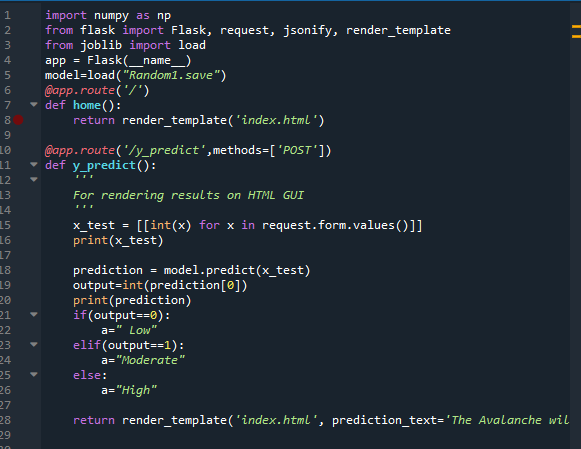 1 import numpy as np
2 from flask import Flask, request, jsonify, render_template
3 from joblib import load
4 app = Flask(__name__)
5 model=load("Random1.save")
6 @app.route('/')
7 def home():
8     return render_template('index.html')
9
10 @app.route('/y_predict',methods=['POST'])
11 def y_predict():
12     '''
13     For rendering results on HTML GUI
14     '''
15     x_test = [[int(x) for x in request.form.values()]]
16     print(x_test)
17
18     prediction = model.predict(x_test)
19     output=int(prediction[0])
20     print(prediction)
21     if(output==0):
22         a=" Low"
23     elif(output==1):
24         a="Moderate"
25     else:
26         a="High"
27
28     return render_template('index.html', prediction_text='The Avalanche wil
29